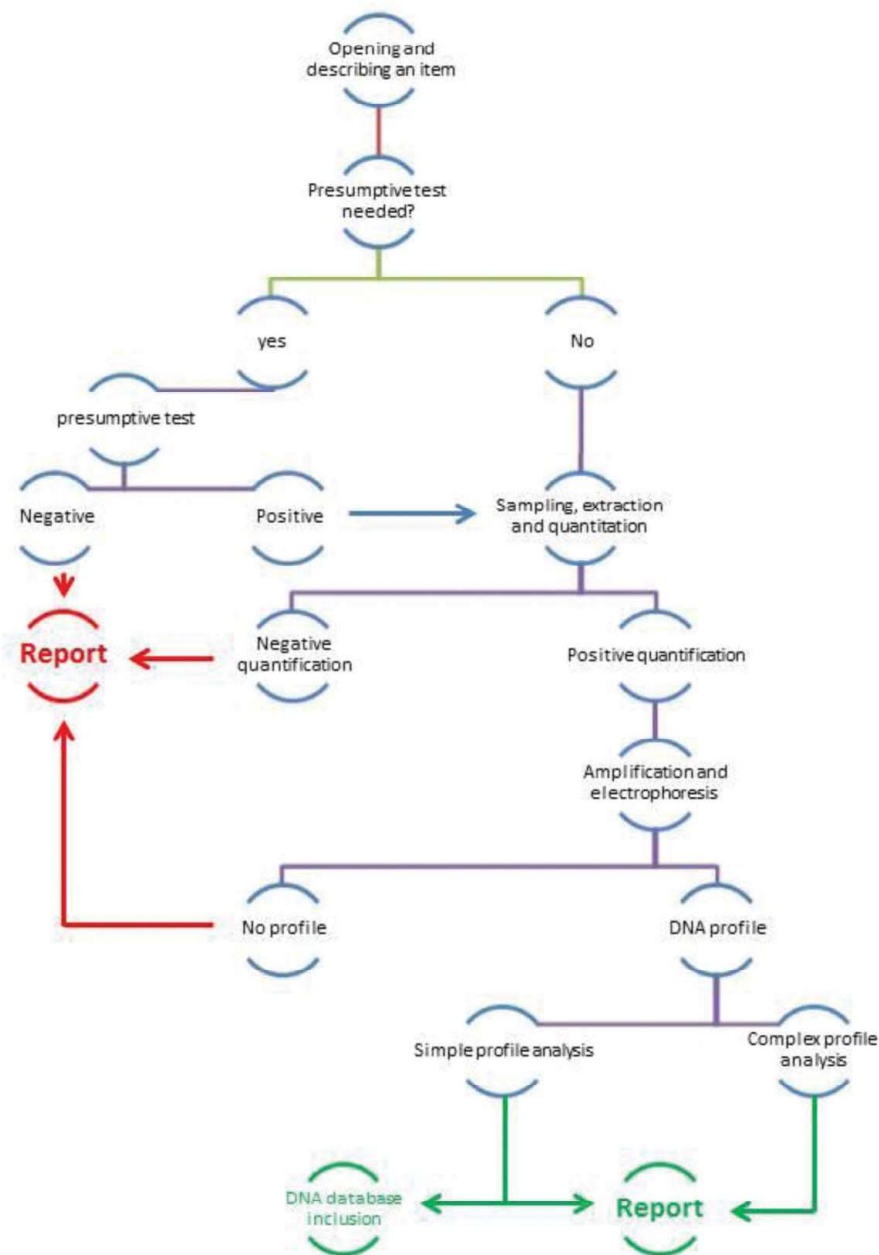 Opening and
describing an item
Presumptive test
needed?
yes
No
presumptive test
Negative
Positive
Sampling, extraction
and quantitation
Report
Negative
quantification
Positive quantification
Amplification and
electrophoresis
No profile
DNA profile
Simple profile analysis
Complex profile
analysis
DNA database
inclusion
Report